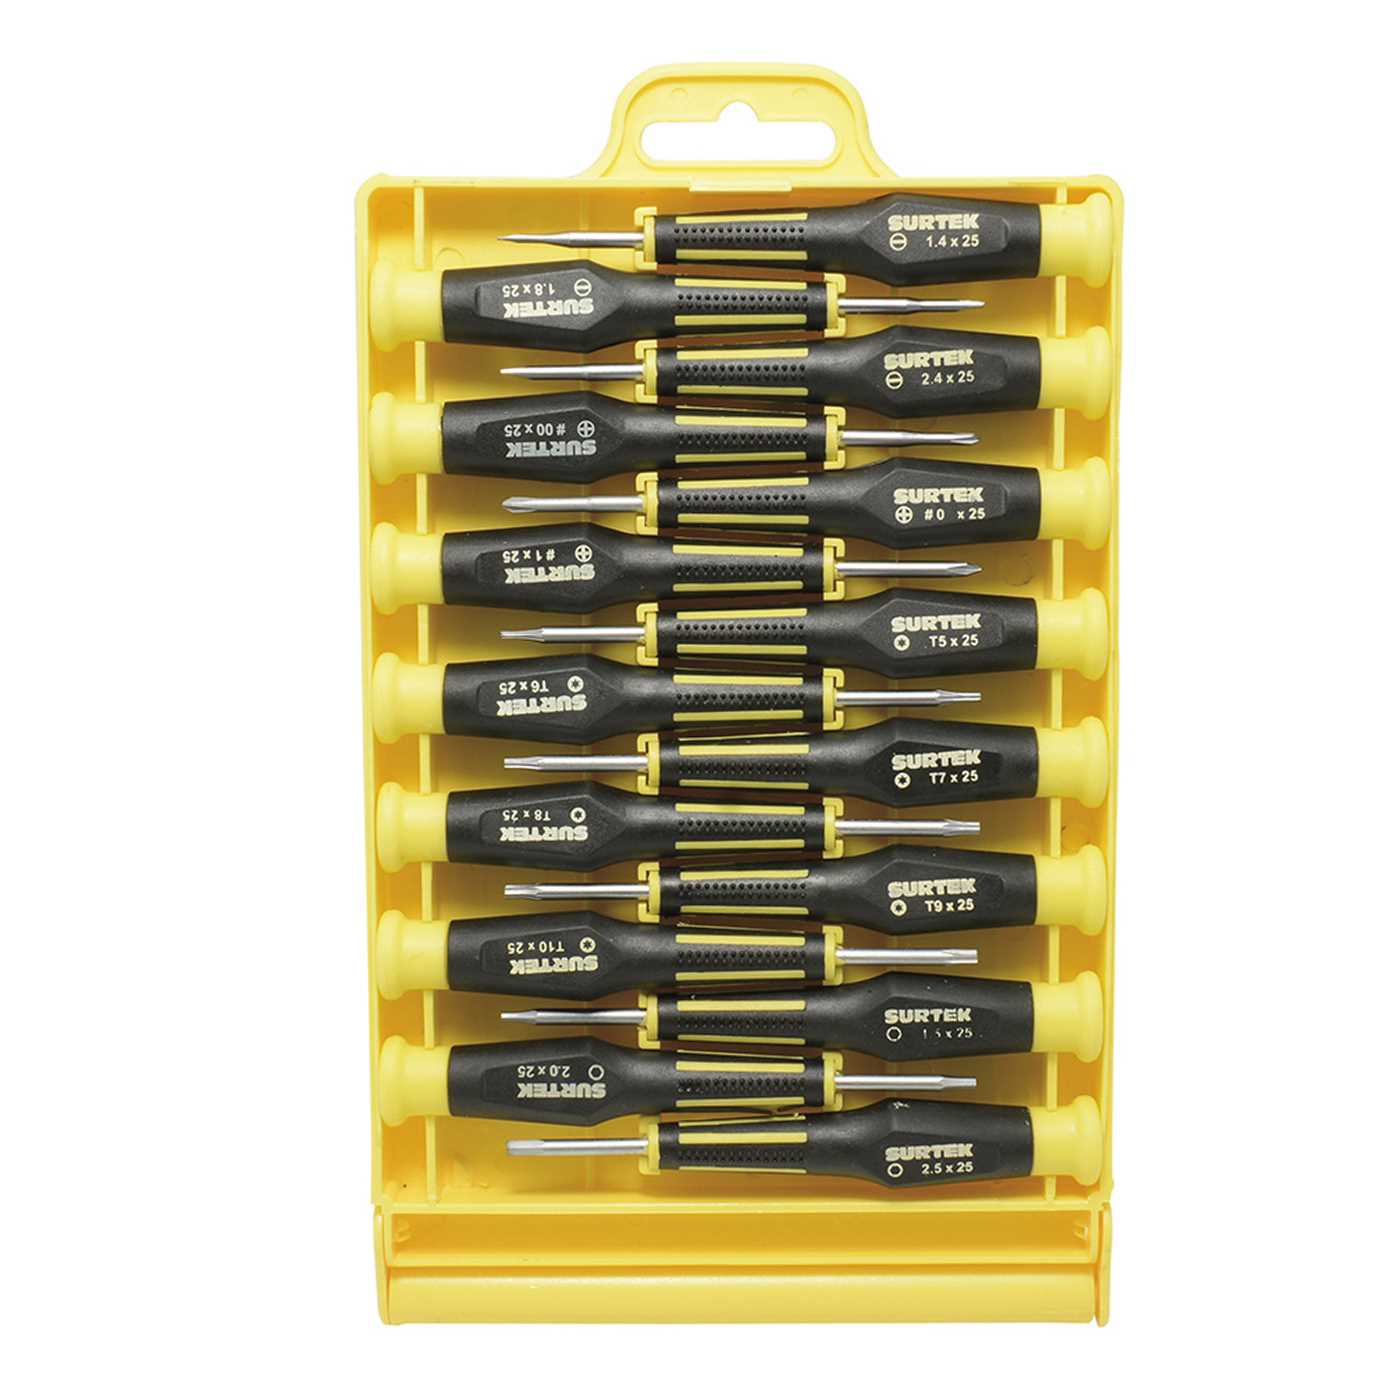 SURTEK
1.4 x 25
SURTEK
1.8 x 25
SURTEK
2.4 x 25
SURTEK
# 00 x 25
SURTEK
# 0 x 25
SURTEK
# 1 x 25
SURTEK
T5 x 25
SURTEK
T6 x 25
SURTEK
T7 x 25
SURTEK
T8 x 25
SURTEK
T9 x 25
SURTEK
T10 x 25
SURTEK
1.5 x 25
SURTEK
2.0 x 25
SURTEK
2.5 x 25